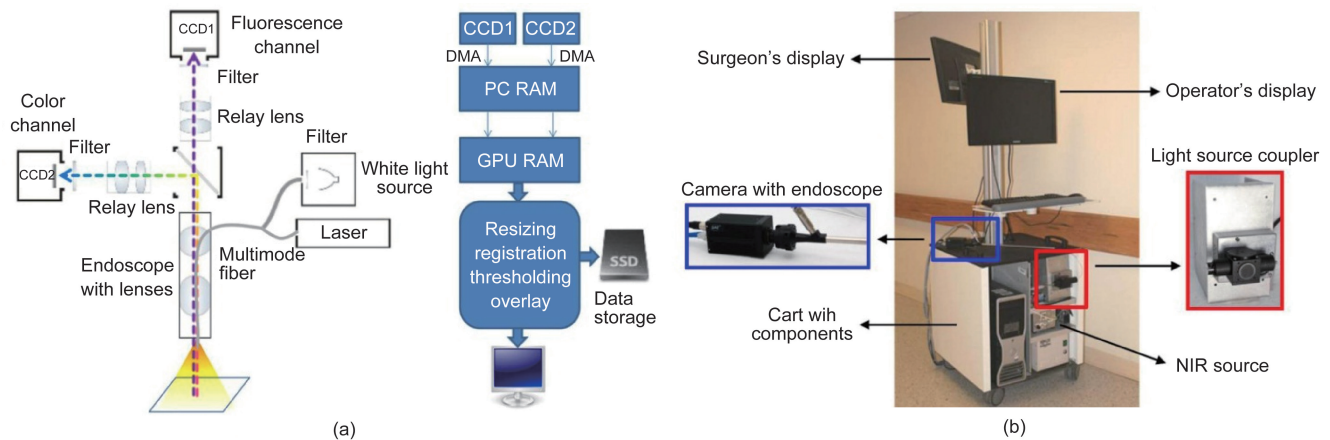 CCD1
Fluorescence
channel
Filter
Relay lens
Color
channel
Filter
CCD2
Relay lens
Filter
White light
source
Laser
Multimode
fiber
Endoscope
with lenses
CCD1
CCD2
DMA
DMA
PC RAM
GPU RAM
Resizing
registration
thresholding
overlay
SSD
Data
storage
(a)
Surgeon's display
Operator's display
Light source coupler
Camera with endoscope
Cart wih
components
NIR source
(b)